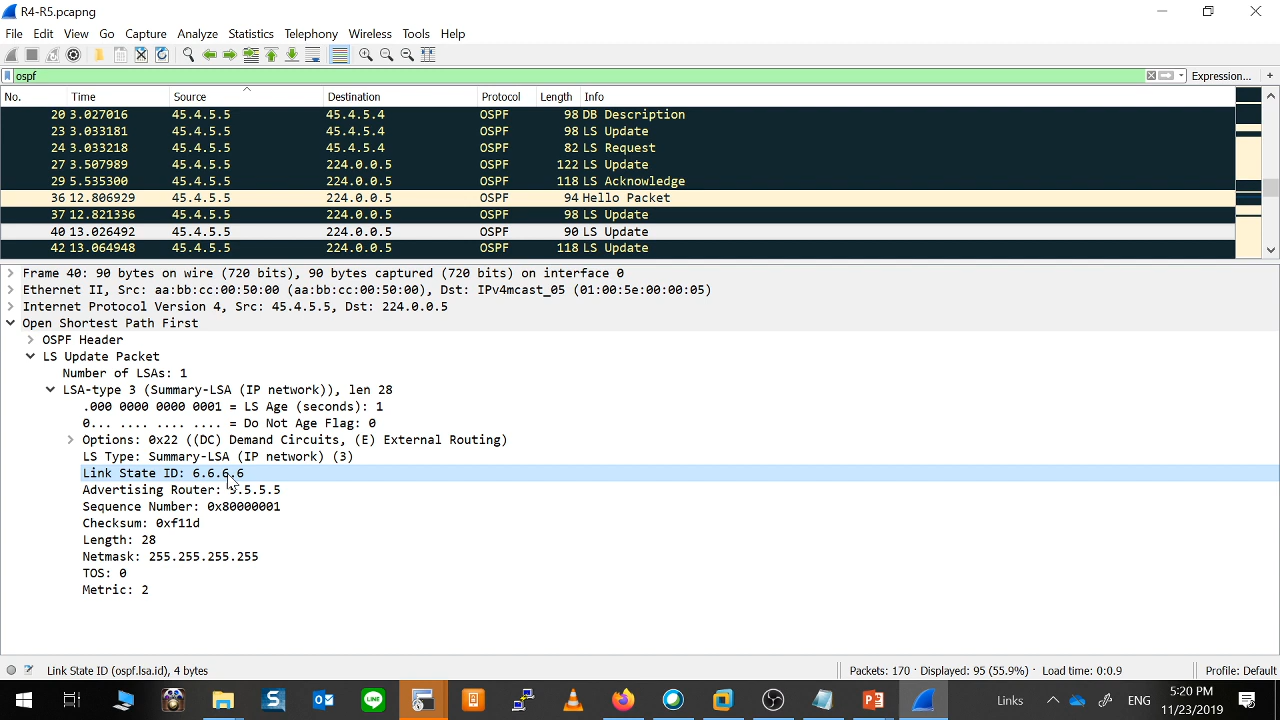 R4-R5.pcapng
File Edit View Go Capture Analyze Statistics Telephony Wireless Tools Help
ospf Expression... +
No. Time Source Destination Protocol Length Info
20 3.027016 45.4.5.5 45.4.5.4 OSPF 98 DB Description
23 3.033181 45.4.5.5 45.4.5.4 OSPF 98 LS Update
24 3.033218 45.4.5.5 45.4.5.4 OSPF 82 LS Request
27 3.507989 45.4.5.5 224.0.0.5 OSPF 122 LS Update
29 5.535300 45.4.5.5 224.0.0.5 OSPF 118 LS Acknowledge
36 12.806929 45.4.5.5 224.0.0.5 OSPF 94 Hello Packet
37 12.821336 45.4.5.5 224.0.0.5 OSPF 98 LS Update
40 13.026492 45.4.5.5 224.0.0.5 OSPF 90 LS Update
42 13.064948 45.4.5.5 224.0.0.5 OSPF 118 LS Update
Frame 40: 90 bytes on wire (720 bits), 90 bytes captured (720 bits) on interface 0
Ethernet II, Src: aa:bb:cc:00:50:00 (aa:bb:cc:00:50:00), Dst: IPv4mcast_05 (01:00:5e:00:00:05)
Internet Protocol Version 4, Src: 45.4.5.5, Dst: 224.0.0.5
Open Shortest Path First
OSPF Header
LS Update Packet
Number of LSAs: 1
LSA-type 3 (Summary-LSA (IP network)), len 28
.000 0000 0000 0001 = LS Age (seconds): 1
0... .... .... .... = Do Not Age Flag: 0
Options: 0x22 ((DC) Demand Circuits, (E) External Routing)
LS Type: Summary-LSA (IP network) (3)
Link State ID: 6.6.6.6
Advertising Router: 5.5.5.5
Sequence Number: 0x80000001
Checksum: 0xf11d
Length: 28
Netmask: 255.255.255.255
TOS: 0
Metric: 2
Link State ID (ospf.lsa.id), 4 bytes Packets: 170 · Displayed: 95 (55.9%) · Load time: 0:0.9 Profile: Default
Links ENG 5:20 PM
11/23/2019